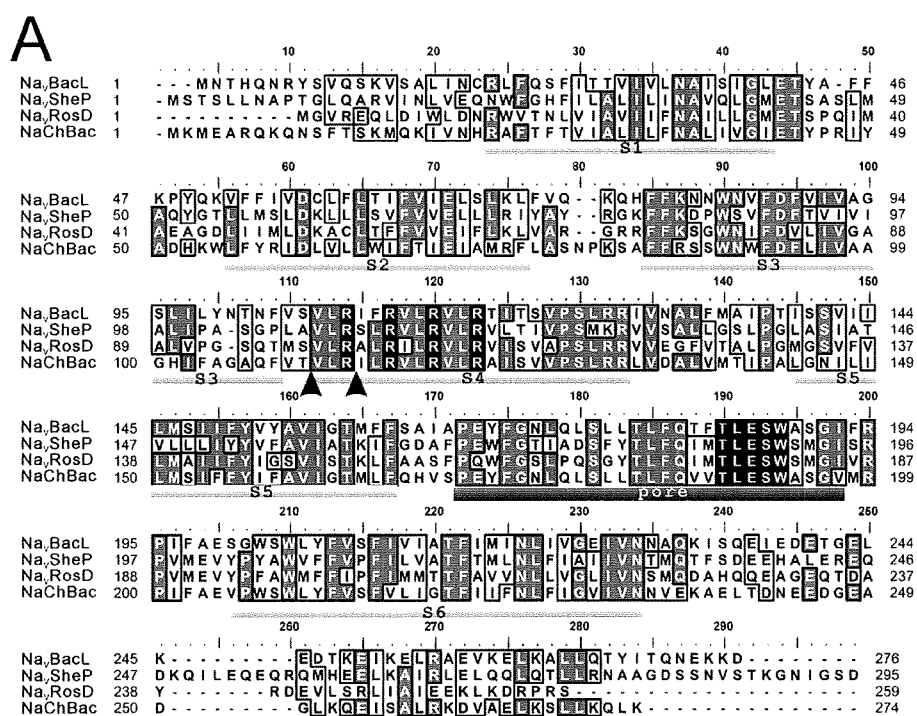 A
10 20 30 40 50
NavBacL 1 - - - - M N T H Q N R Y S V Q S K V S A L I N C R L F Q S F I T T V I V L N A I S I G L E T Y A - F F 46
NavSheP 1 - M S T S L L N A P T G L Q A R V I N L V E Q N W F G H F I L A L I L I N A V Q L G M E T S A S L M 49
NavRosD 1 - - - - - - - - - - M G V R E Q L D I W L D N R W V T N L V I A V I I F N A I L L G M E T S P Q I M 40
NaChBac 1 - M K M E A R Q K Q N S F T S K M Q K I V N H R A F T F T V I A L I L F N A L I V G I E T Y P R I Y 49
S1
60 70 80 90 100
NavBacL 47 K P Y Q K V F F I V D C L F L T I F V I E I S L K L F V Q - - K Q H F F K N N W N V F D F V I V A G 94
NavSheP 50 A Q Y G T L L M S L D K L L L S V F V V E L L L R I Y A Y - - R G K F F K D P W S V F D F T V I V I 97
NavRosD 41 A E A G D L I I M L D K A C L T F F V V E I F L K L V A R - - G R R F F K S G W N I F D V L I V G A 88
NaChBac 50 A D H K W L F Y R I D L V L L W I F T I E I A M R F L A S N P K S A F F R S S W N W F D F L I V A A 99
S2 S3
110 120 130 140 150
NavBacL 95 S L I L Y N T N F V S V L R I F R V L R V L R T I T S V P S L R R I V N A L F M A I P T I S S V I I 144
NavSheP 98 A L I P A - S G P L A V L R S L R V L R V L R V L T I V P S M K R V V S A L L G S L P G L A S I A T 146
NavRosD 89 A L V P G - S Q T M S V L R A L R I L R V L R V I S V A P S L R R V V E G F V T A L P G M G S V F V 137
NaChBac 100 G H I F A G A Q F V T V L R I L R V L R V L R A I S V V P S L R R L V D A L V M T I P A L G N I L I 149
S3 S4 S5
160 170 180 190 200
NavBacL 145 L M S I I F Y V Y A V I G T M F F S A I A P E Y F G N L Q L S L L T L F Q T F T L E S W A S G I F R 194
NavSheP 147 V L L L I Y Y V F A V I A T K I F G D A F P E W F G T I A D S F Y T L F Q I M T L E S W S M G I S R 196
NavRosD 138 L M A I L F Y I G S V I S T K L F A A S F P Q W F G S L P Q S G Y T L F Q I M T L E S W S M G I V R 187
NaChBac 150 L M S I F F Y I F A V I G T M L F Q H V S P E Y F G N L Q L S L L T L F Q V V T L E S W A S G V M R 199
S5 pore
210 220 230 240 250 260
NavBacL 195 P I F A E S G W S W L Y F V S F I V I A T F I M I N L I V G E I V N N A Q K I S Q E I E D E T G E L 244
NavSheP 197 P V M E V Y P Y A W V F F V P F I L V A T F T M L N L F I A I I V N T M Q T F S D E E H A L E R E Q 246
NavRosD 188 P V M E V Y P F A W M F F I P F I M M T T F A V V N L L V G L I V N S M Q D A H Q Q E A G E Q T D A 237
NaChBac 200 P I F A E V P W S W L Y F V S F V L I G T F I I F N L F I G V I V N N V E K A E L T D N E E D G E A 249
S6
260 270 280 290
NavBacL 245 K - - - - - - - - - E D T K E I K E L R A E V K E L K A L L Q T Y I T Q N E K K D - - - - - - - - - 276
NavSheP 247 D K Q I L E Q E Q R Q M H E E L K A I R L E L Q Q L Q T L L R N A A G D S S N V S T K G N I G S D 295
NavRosD 238 Y - - - - - - - R D E V L S R L I A I E E K L K D R P R S - - - - - - - - - - - - - - - - - - - - 259
NaChBac 250 D - - - - - - - - - G L K Q E I S A L R K D V A E L K S L L K Q L K - - - - - - - - - - - - - - - 274